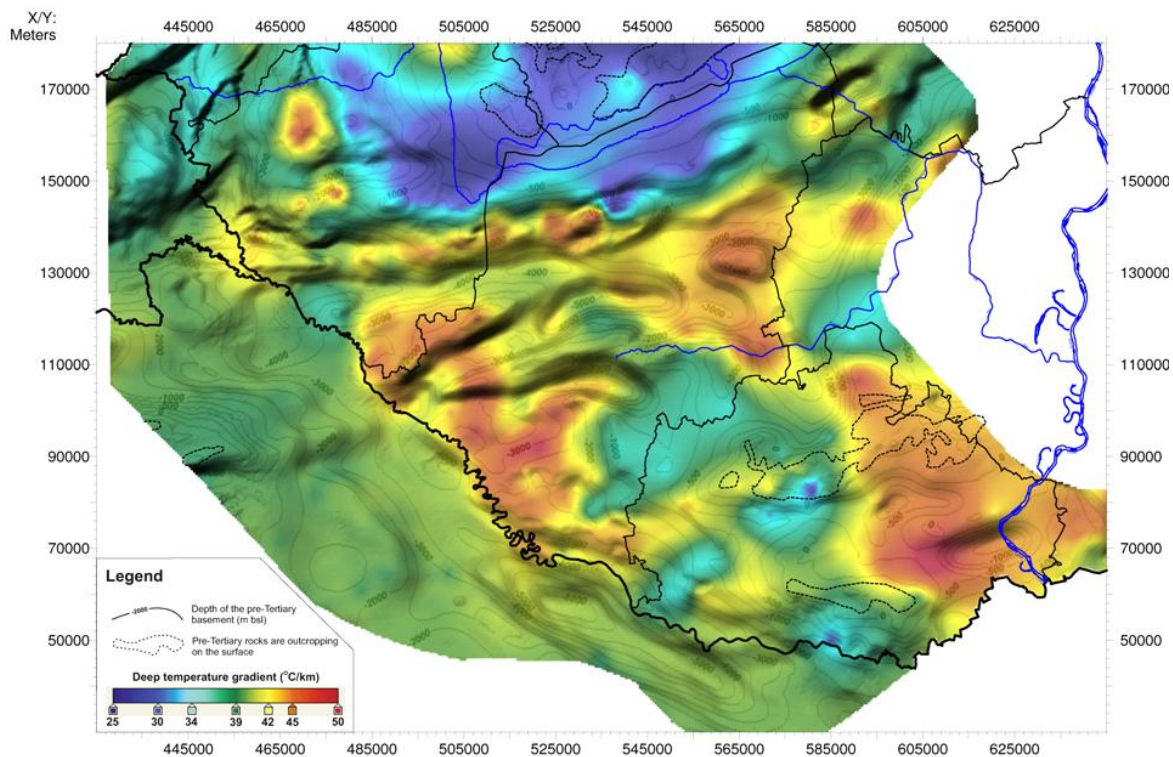 X/Y:
Meters
445000 465000 485000 505000 525000 545000 565000 585000 605000 625000
170000 170000
150000 150000
130000 130000
110000 110000
90000 90000
70000 70000
50000 50000
Legend
-2000
Depth of the pre-Tertiary
basement (m bsl)
Pre-Tertiary rocks are outcropping
on the surface
Deep temperature gradient (°C/km)
25 30 34 39 42 45 50
445000 465000 485000 505000 525000 545000 565000 585000 605000 625000